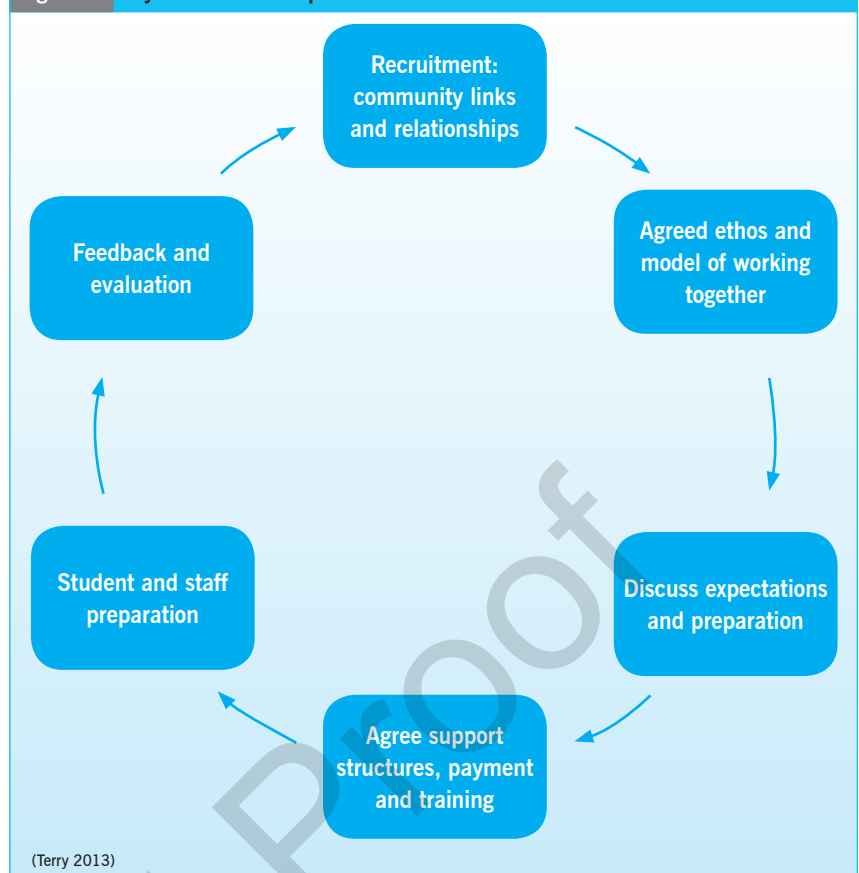 Recruitment:
community links
and relationships
Agreed ethos and
model of working
together
Discuss expectations
and preparation
Agree support
structures, payment
and training
Student and staff
preparation
Feedback and
evaluation
Proof
(Terry 2013)